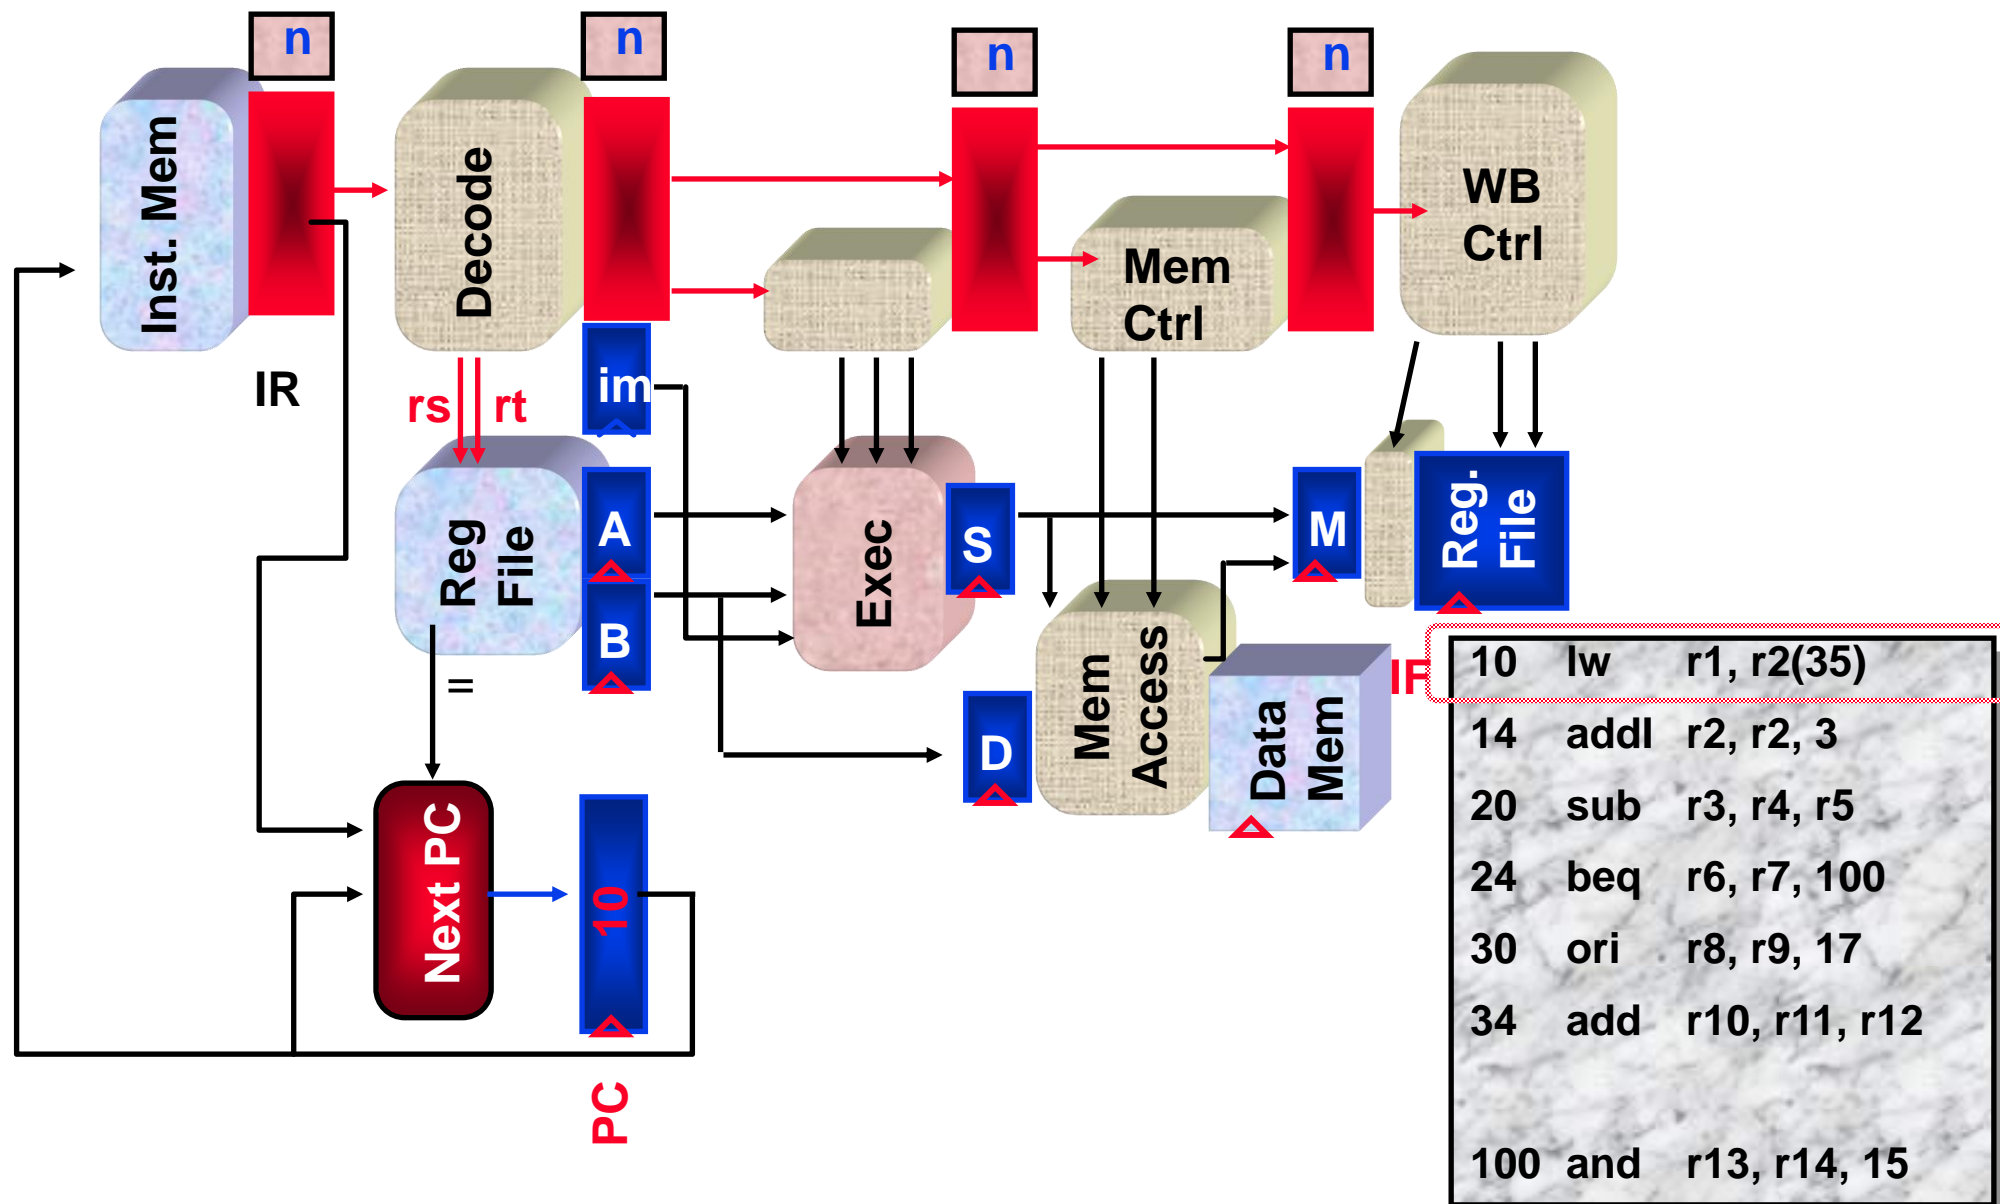 n
n
n
n
Inst. Mem
Decode
WB
Ctrl
Mem
Ctrl
IR
rs
rt
im
Reg
File
A
B
Exec
S
M
Reg.
File
=
D
Mem
Access
Data
Mem
Next PC
10
PC
IF
10 lw r1, r2(35)
14 addI r2, r2, 3
20 sub r3, r4, r5
24 beq r6, r7, 100
30 ori r8, r9, 17
34 add r10, r11, r12
100 and r13, r14, 15